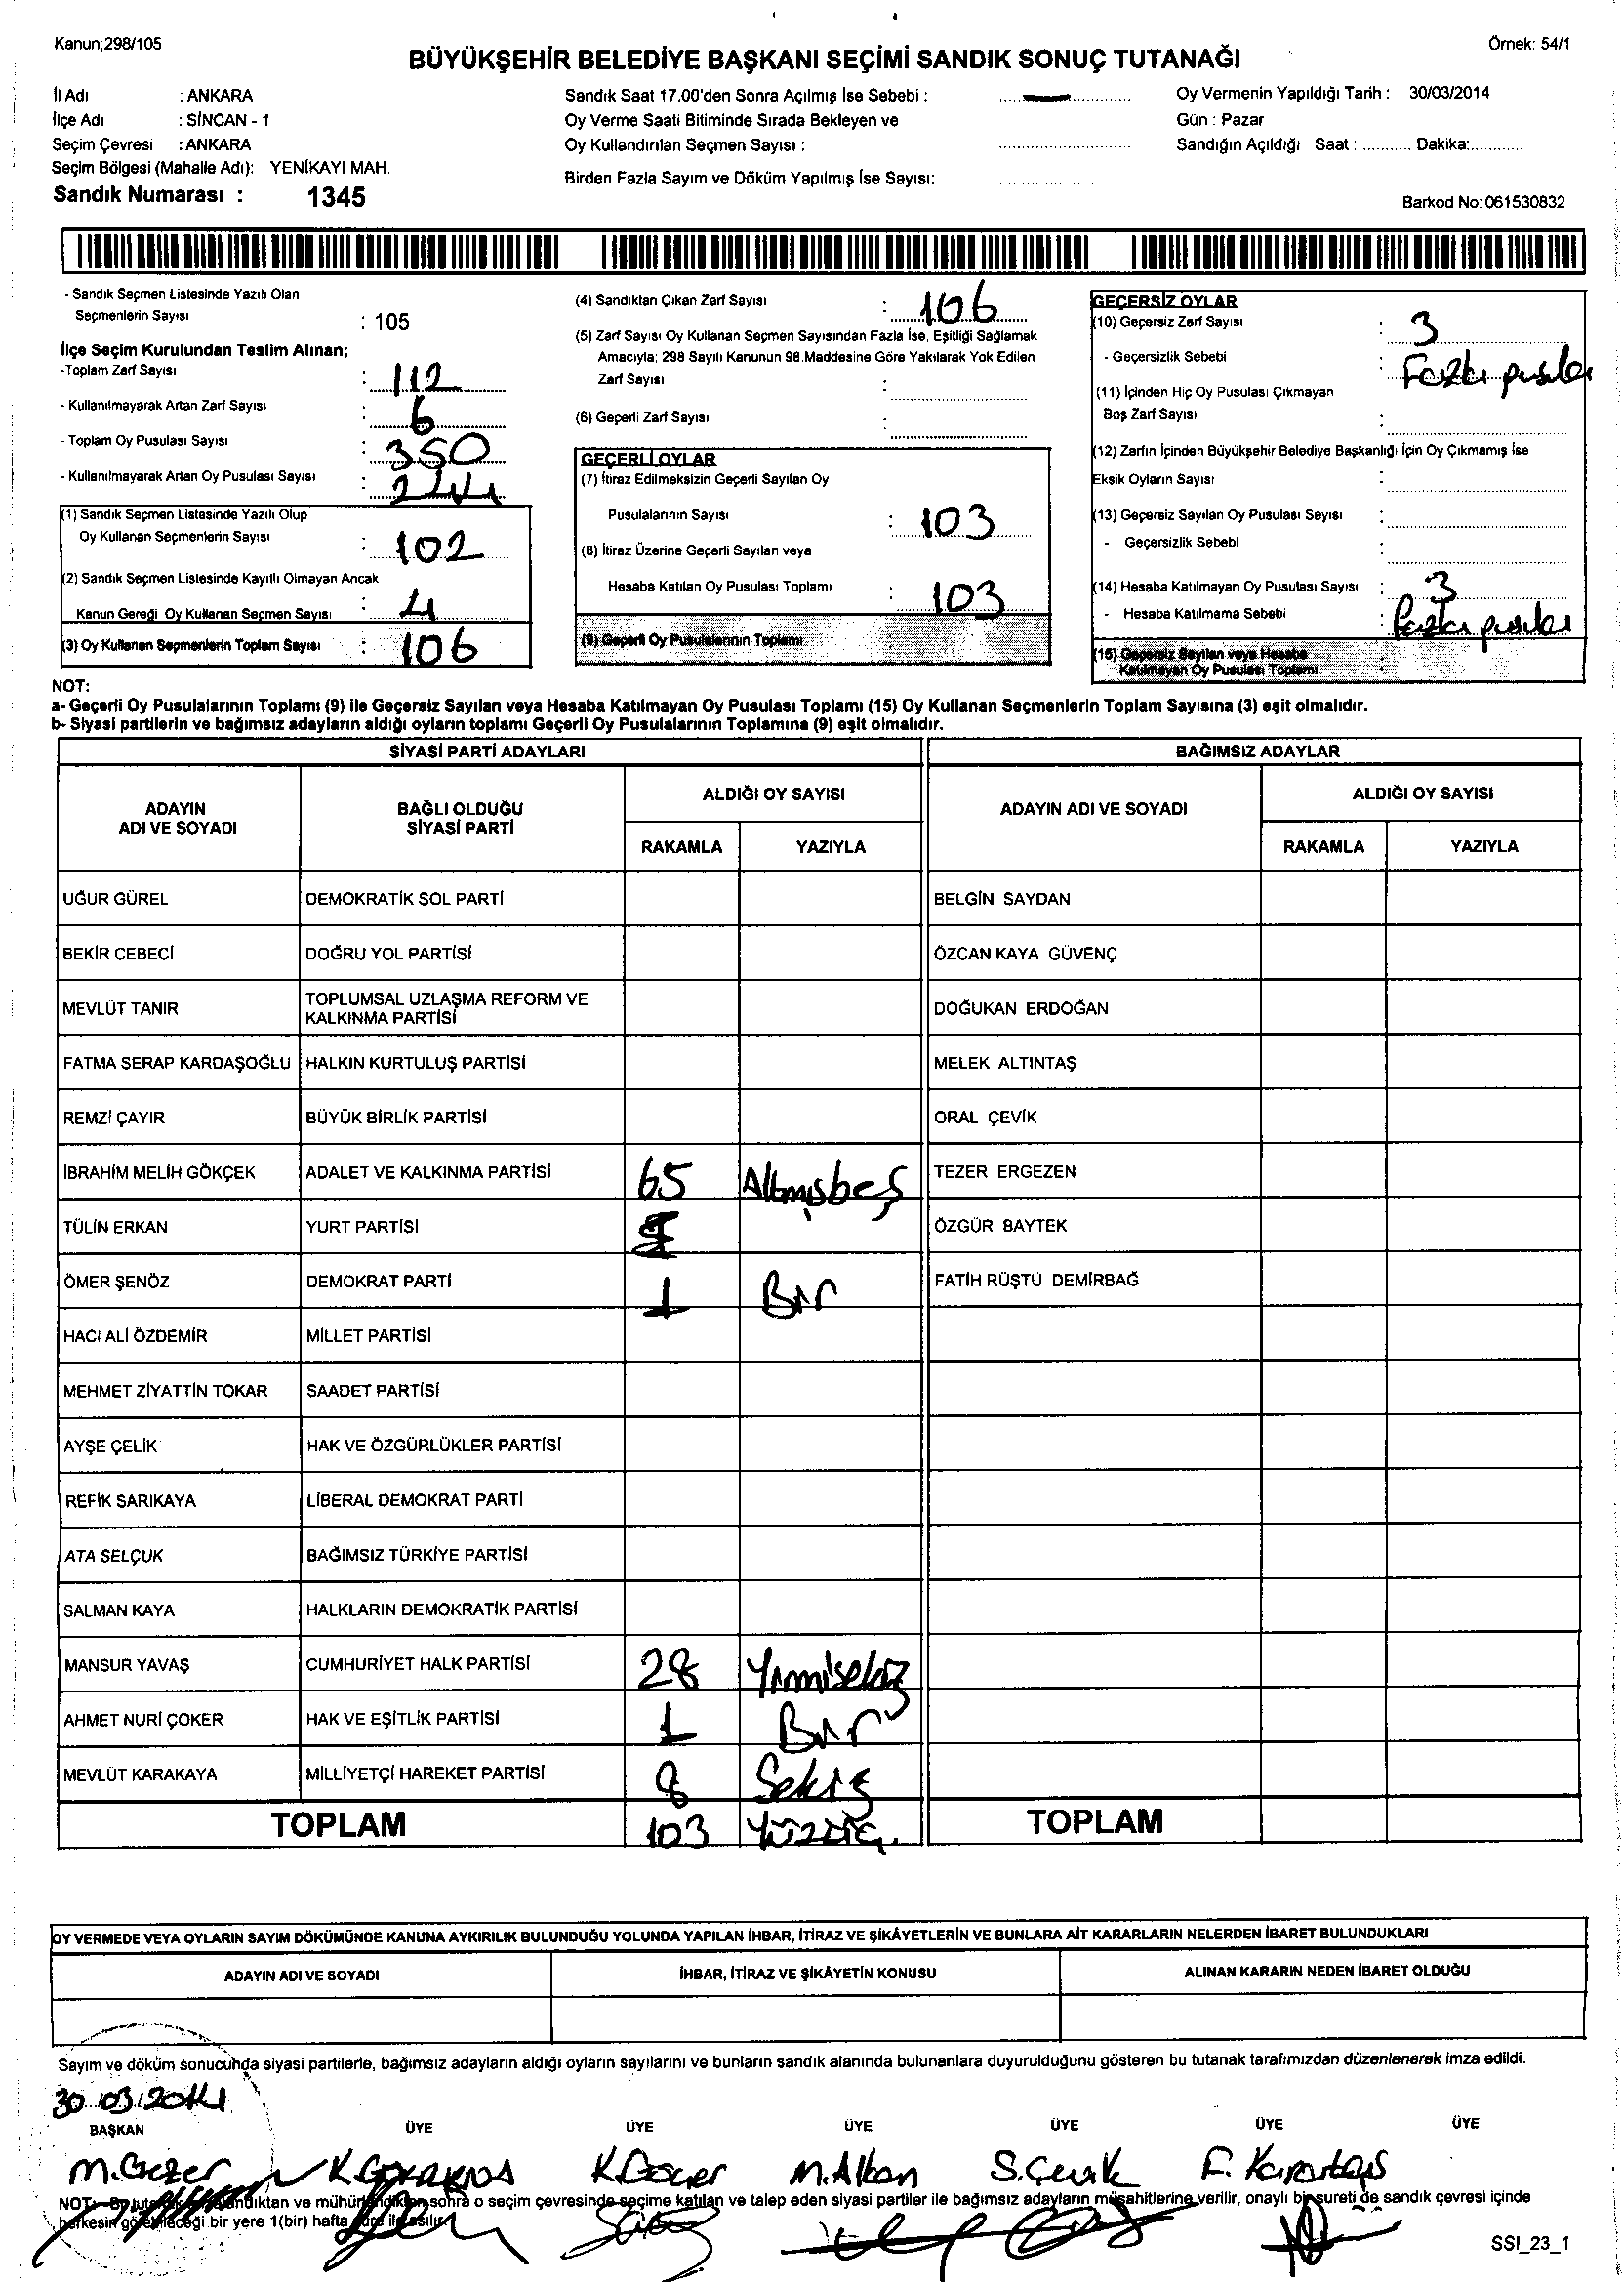 Kanun;298/105
Örnek: 54/1
BÜYÜKŞEHİR BELEDİYE BAŞKANI SEÇİMİ SANDIK SONUÇ TUTANAĞI
İl Adı : ANKARA
İlçe Adı : SİNCAN - 1
Seçim Çevresi : ANKARA
Seçim Bölgesi (Mahalle Adı): YENİKAYI MAH.
Sandık Numarası : 1345
Sandık Saat 17.00'den Sonra Açılmış İse Sebebi :
Oy Verme Saati Bitiminde Sırada Bekleyen ve
Oy Kullandırılan Seçmen Sayısı :
Birden Fazla Sayım ve Döküm Yapılmış İse Sayısı:
Oy Vermenin Yapıldığı Tarih : 30/03/2014
Gün : Pazar
Sandığın Açıldığı Saat :............ Dakika:............
Barkod No: 061530832
- Sandık Seçmen Listesinde Yazılı Olan
Seçmenlerin Sayısı : 105
İlçe Seçim Kurulundan Teslim Alınan;
-Toplam Zarf Sayısı : 112
- Kullanılmayarak Artan Zarf Sayısı : 6
- Toplam Oy Pusulası Sayısı : 350
- Kullanılmayarak Artan Oy Pusulası Sayısı : 244
(1) Sandık Seçmen Listesinde Yazılı Olup
Oy Kullanan Seçmenlerin Sayısı : 102
(2) Sandık Seçmen Listesinde Kayıtlı Olmayan Ancak
Kanun Gereği Oy Kullanan Seçmen Sayısı : 4
(3) Oy Kullanan Seçmenlerin Toplam Sayısı : 106
(4) Sandıktan Çıkan Zarf Sayısı : 106
(5) Zarf Sayısı Oy Kullanan Seçmen Sayısından Fazla İse, Eşitliği Sağlamak
Amacıyla; 298 Sayılı Kanunun 98.Maddesine Göre Yakılarak Yok Edilen
Zarf Sayısı :
(6) Geçerli Zarf Sayısı :
GEÇERLİ OYLAR
(7) İtiraz Edilmeksizin Geçerli Sayılan Oy
Pusulalarının Sayısı : 103
(8) İtiraz Üzerine Geçerli Sayılan veya
Hesaba Katılan Oy Pusulası Toplamı : 103
(9) Geçerli Oy Pusulalarının Toplamı
GEÇERSİZ OYLAR
(10) Geçersiz Zarf Sayısı : 3
- Geçersizlik Sebebi : Fazla pusula
(11) İçinden Hiç Oy Pusulası Çıkmayan
Boş Zarf Sayısı :
(12) Zarfın İçinden Büyükşehir Belediye Başkanlığı İçin Oy Çıkmamış İse
Eksik Oyların Sayısı :
(13) Geçersiz Sayılan Oy Pusulası Sayısı :
- Geçersizlik Sebebi :
(14) Hesaba Katılmayan Oy Pusulası Sayısı : 3
- Hesaba Katılmama Sebebi : Fazla pusula
(15) Geçersiz Sayılan veya Hesaba
Katılmayan Oy Pusulası Toplamı
NOT:
a- Geçerli Oy Pusulalarının Toplamı (9) ile Geçersiz Sayılan veya Hesaba Katılmayan Oy Pusulası Toplamı (15) Oy Kullanan Seçmenlerin Toplam Sayısına (3) eşit olmalıdır.
b- Siyasi partilerin ve bağımsız adayların aldığı oyların toplamı Geçerli Oy Pusulalarının Toplamına (9) eşit olmalıdır.
SİYASİ PARTİ ADAYLARI
BAĞIMSIZ ADAYLAR
ADAYIN ADI VE SOYADI
BAĞLI OLDUĞU SİYASİ PARTİ
ALDIĞI OY SAYISI
ADAYIN ADI VE SOYADI
ALDIĞI OY SAYISI
RAKAMLA YAZIYLA RAKAMLA YAZIYLA
UĞUR GÜREL DEMOKRATİK SOL PARTİ BELGİN SAYDAN
BEKİR CEBECİ DOĞRU YOL PARTİSİ ÖZCAN KAYA GÜVENÇ
MEVLÜT TANIR TOPLUMSAL UZLAŞMA REFORM VE KALKINMA PARTİSİ DOĞUKAN ERDOĞAN
FATMA SERAP KARDAŞOĞLU HALKIN KURTULUŞ PARTİSİ MELEK ALTINTAŞ
REMZİ ÇAYIR BÜYÜK BİRLİK PARTİSİ ORAL ÇEVİK
İBRAHİM MELİH GÖKÇEK ADALET VE KALKINMA PARTİSİ 65 Altmışbeş TEZER ERGEZEN
TÜLİN ERKAN YURT PARTİSİ ÖZGÜR BAYTEK
ÖMER ŞENÖZ DEMOKRAT PARTİ 1 Bir FATİH RÜŞTÜ DEMİRBAĞ
HACI ALİ ÖZDEMİR MİLLET PARTİSİ
MEHMET ZİYATTİN TOKAR SAADET PARTİSİ
AYŞE ÇELİK HAK VE ÖZGÜRLÜKLER PARTİSİ
REFİK SARIKAYA LİBERAL DEMOKRAT PARTİ
ATA SELÇUK BAĞIMSIZ TÜRKİYE PARTİSİ
SALMAN KAYA HALKLARIN DEMOKRATİK PARTİSİ
MANSUR YAVAŞ CUMHURİYET HALK PARTİSİ 28 Yirmisekiz
AHMET NURİ ÇOKER HAK VE EŞİTLİK PARTİSİ 1 Bir
MEVLÜT KARAKAYA MİLLİYETÇİ HAREKET PARTİSİ 8 Sekiz
TOPLAM 103 Yüzüç. TOPLAM
OY VERMEDE VEYA OYLARIN SAYIM DÖKÜMÜNDE KANUNA AYKIRILIK BULUNDUĞU YOLUNDA YAPILAN İHBAR, İTİRAZ VE ŞİKÂYETLERİN VE BUNLARA AİT KARARLARIN NELERDEN İBARET BULUNDUKLARI
ADAYIN ADI VE SOYADI İHBAR, İTİRAZ VE ŞİKÂYETİN KONUSU ALINAN KARARIN NEDEN İBARET OLDUĞU
Sayım ve döküm sonucunda siyasi partilerle, bağımsız adayların aldığı oyların sayılarını ve bunların sandık alanında bulunanlara duyurulduğunu gösteren bu tutanak tarafımızdan düzenlenerek imza edildi.
30.03.2014
BAŞKAN ÜYE ÜYE ÜYE ÜYE ÜYE ÜYE
M.Gezer K. K. M.Alkan S.Çevik F. Karataş
NOT: Bu tutanak sandıktan ve mühürlendikten sonra o seçim çevresinde seçime katılan ve talep eden siyasi partiler ile bağımsız adayların müşahitlerine verilir, onaylı bir sureti de sandık çevresi içinde
herkesin görebileceği bir yere 1(bir) hafta süre ile asılır.
SSI_23_1